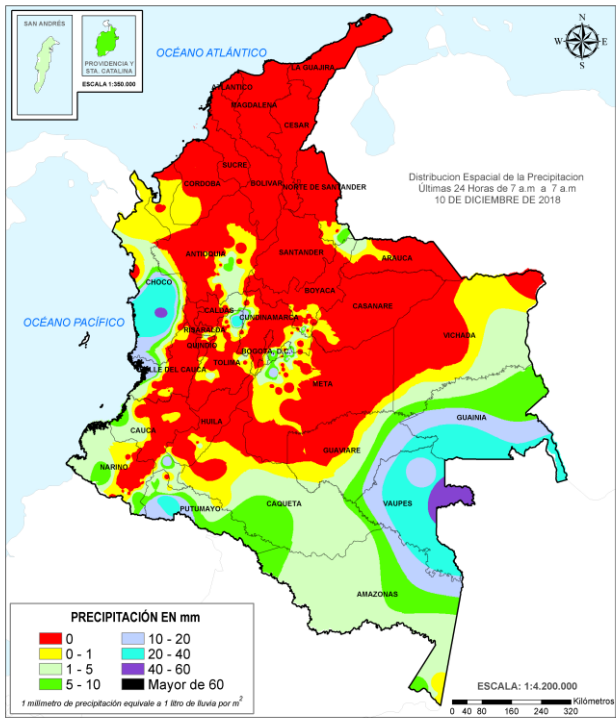 SAN ANDRÉS
PROVIDENCIA Y
STA. CATALINA
ESCALA 1:350.000
OCÉANO ATLÁNTICO
N
W
E
S
LA GUAJIRA
ATLANTICO
MAGDALENA
CESAR
SUCRE
CORDOBA
BOLIVAR
NORTE DE SANTANDER
Distribucion Espacial de la Precipitacion
Últimas 24 Horas de 7 a.m a 7 a.m
10 DE DICIEMBRE DE 2018
ANTIOQUIA
SANTANDER
ARAUCA
CHOCO
BOYACA
CASANARE
OCÉANO PACÍFICO
CALDAS
CUNDINAMARCA
RISARALDA
VICHADA
QUINDIO
BOGOTA, D.C.
TOLIMA
VALLE DEL CAUCA
META
GUAINIA
CAUCA
HUILA
GUAVIARE
NARIÑO
PUTUMAYO
CAQUETA
VAUPES
AMAZONAS
PRECIPITACIÓN EN mm
0
10 - 20
0 - 1
20 - 40
1 - 5
40 - 60
5 - 10
Mayor de 60
1 milimetro de precipitación equivale a 1 litro de lluvia por m²
ESCALA: 1:4.200.000
Kilómetros
0 40 80 160 240 320